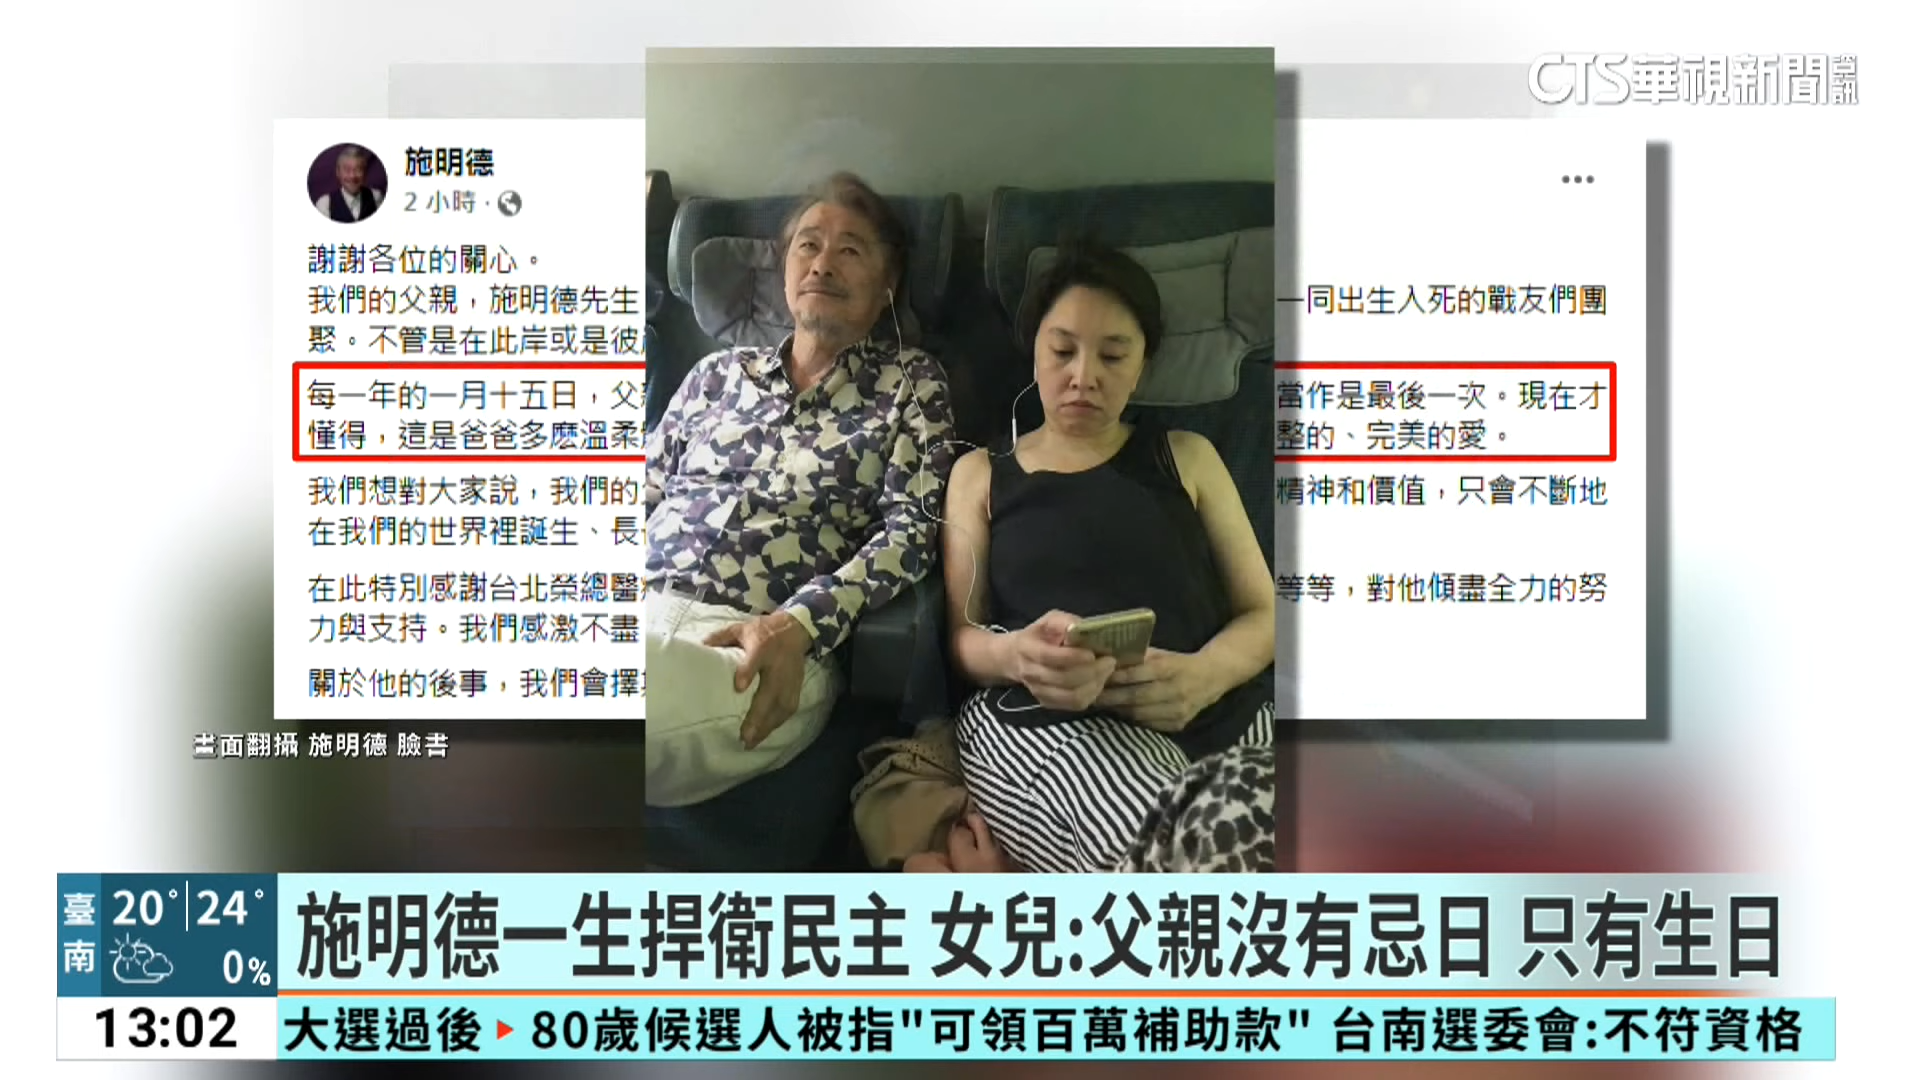 CTS華視新聞資訊
施明德
2 小時
謝謝各位的關心。
我們的父親，施明德先生
一同出生入死的戰友們團
聚。不管是在此岸或是彼
每一年的一月十五日，父
當作是最後一次。現在才
懂得，這是爸爸多麼溫柔
整的、完美的愛。
我們想對大家說，我們的
精神和價值，只會不斷地
在我們的世界裡誕生、長
在此特別感謝台北榮總醫
等等，對他傾盡全力的努
力與支持。我們感激不盡
關於他的後事，我們會擇
畫面翻攝 施明德 臉書
臺南
20° 24°
0%
施明德一生捍衛民主 女兒:父親沒有忌日 只有生日
13:02
大選過後▶80歲候選人被指"可領百萬補助款" 台南選委會:不符資格